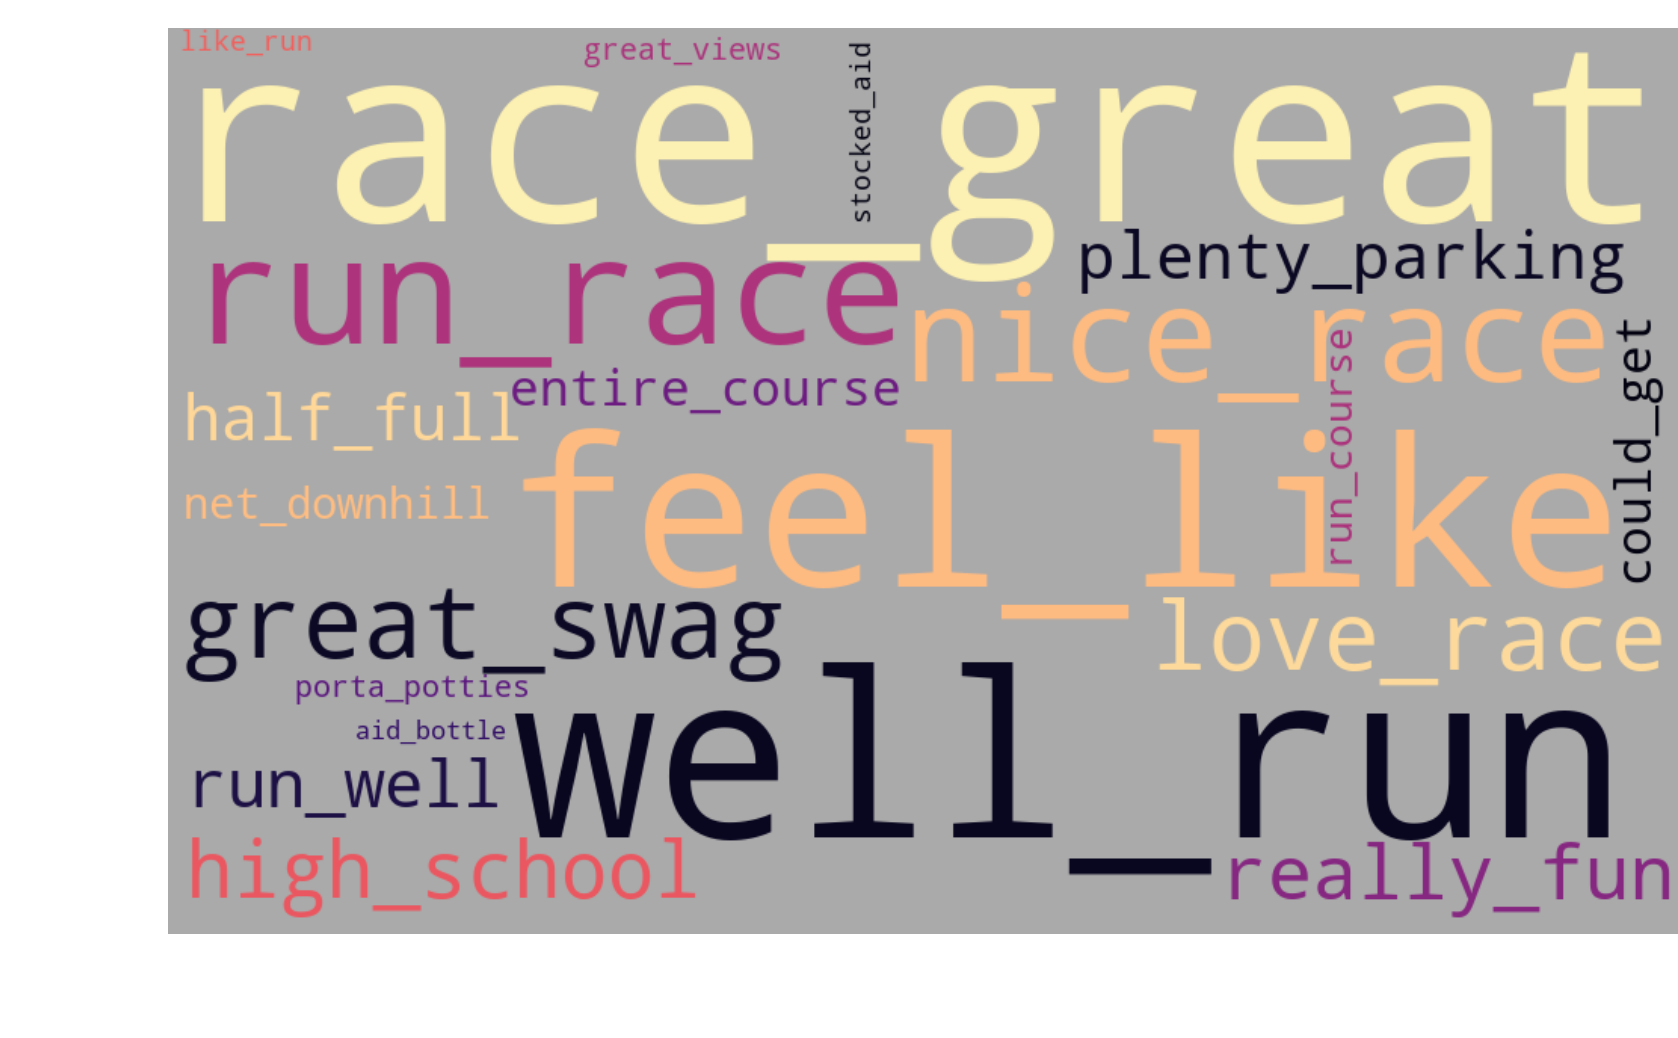 like_run
great_views
stocked_aid
race_great
plenty_parking
run_race
nice_race
run_course
could_get
entire_course
half_full
feel_like
net_downhill
great_swag
love_race
porta_potties
aid_bottle
well_run
run_well
high_school
really_fun